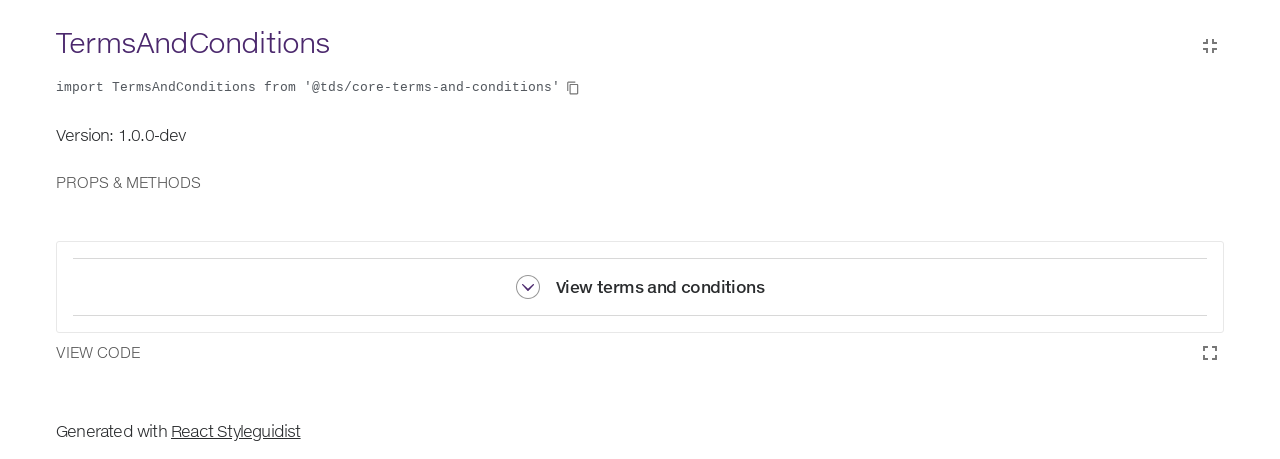 TermsAndConditions
import TermsAndConditions from '@tds/core-terms-and-conditions'
Version: 1.0.0-dev
PROPS & METHODS
View terms and conditions
VIEW CODE
Generated with React Styleguidist